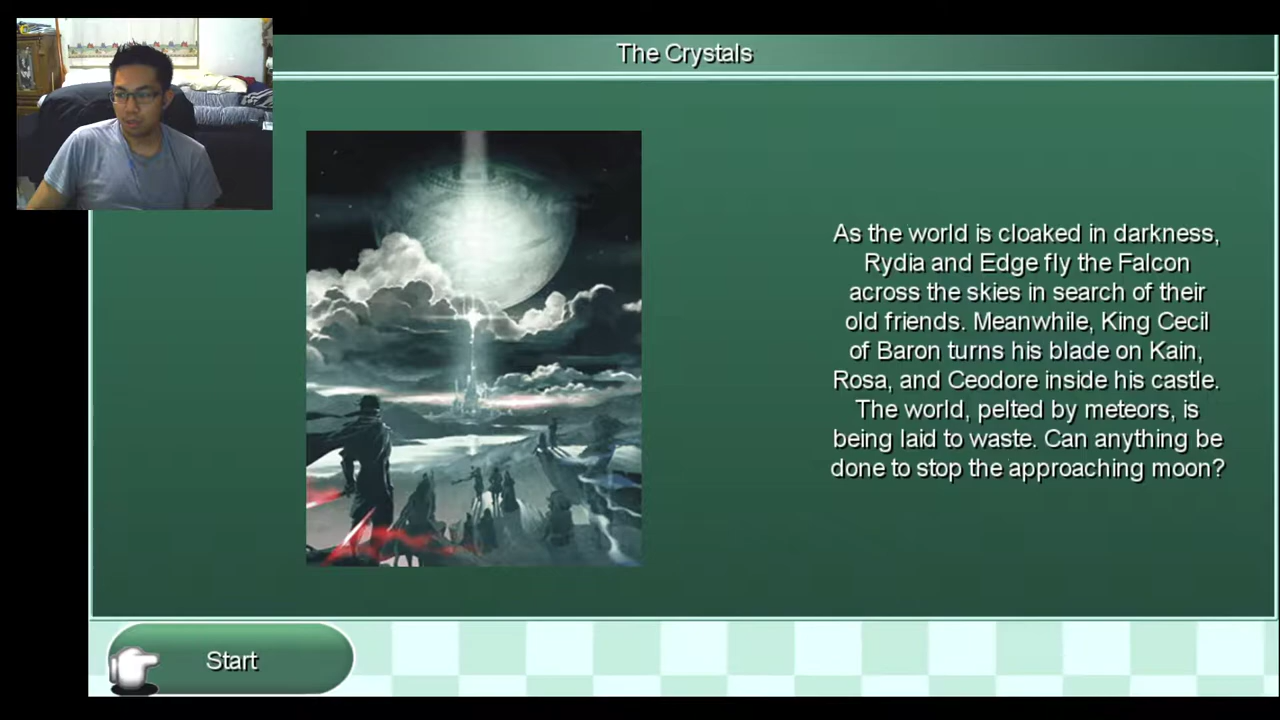 The Crystals
As the world is cloaked in darkness,
Rydia and Edge fly the Falcon
across the skies in search of their
old friends. Meanwhile, King Cecil
of Baron turns his blade on Kain,
Rosa, and Ceodore inside his castle.
The world, pelted by meteors, is
being laid to waste. Can anything be
done to stop the approaching moon?
Start